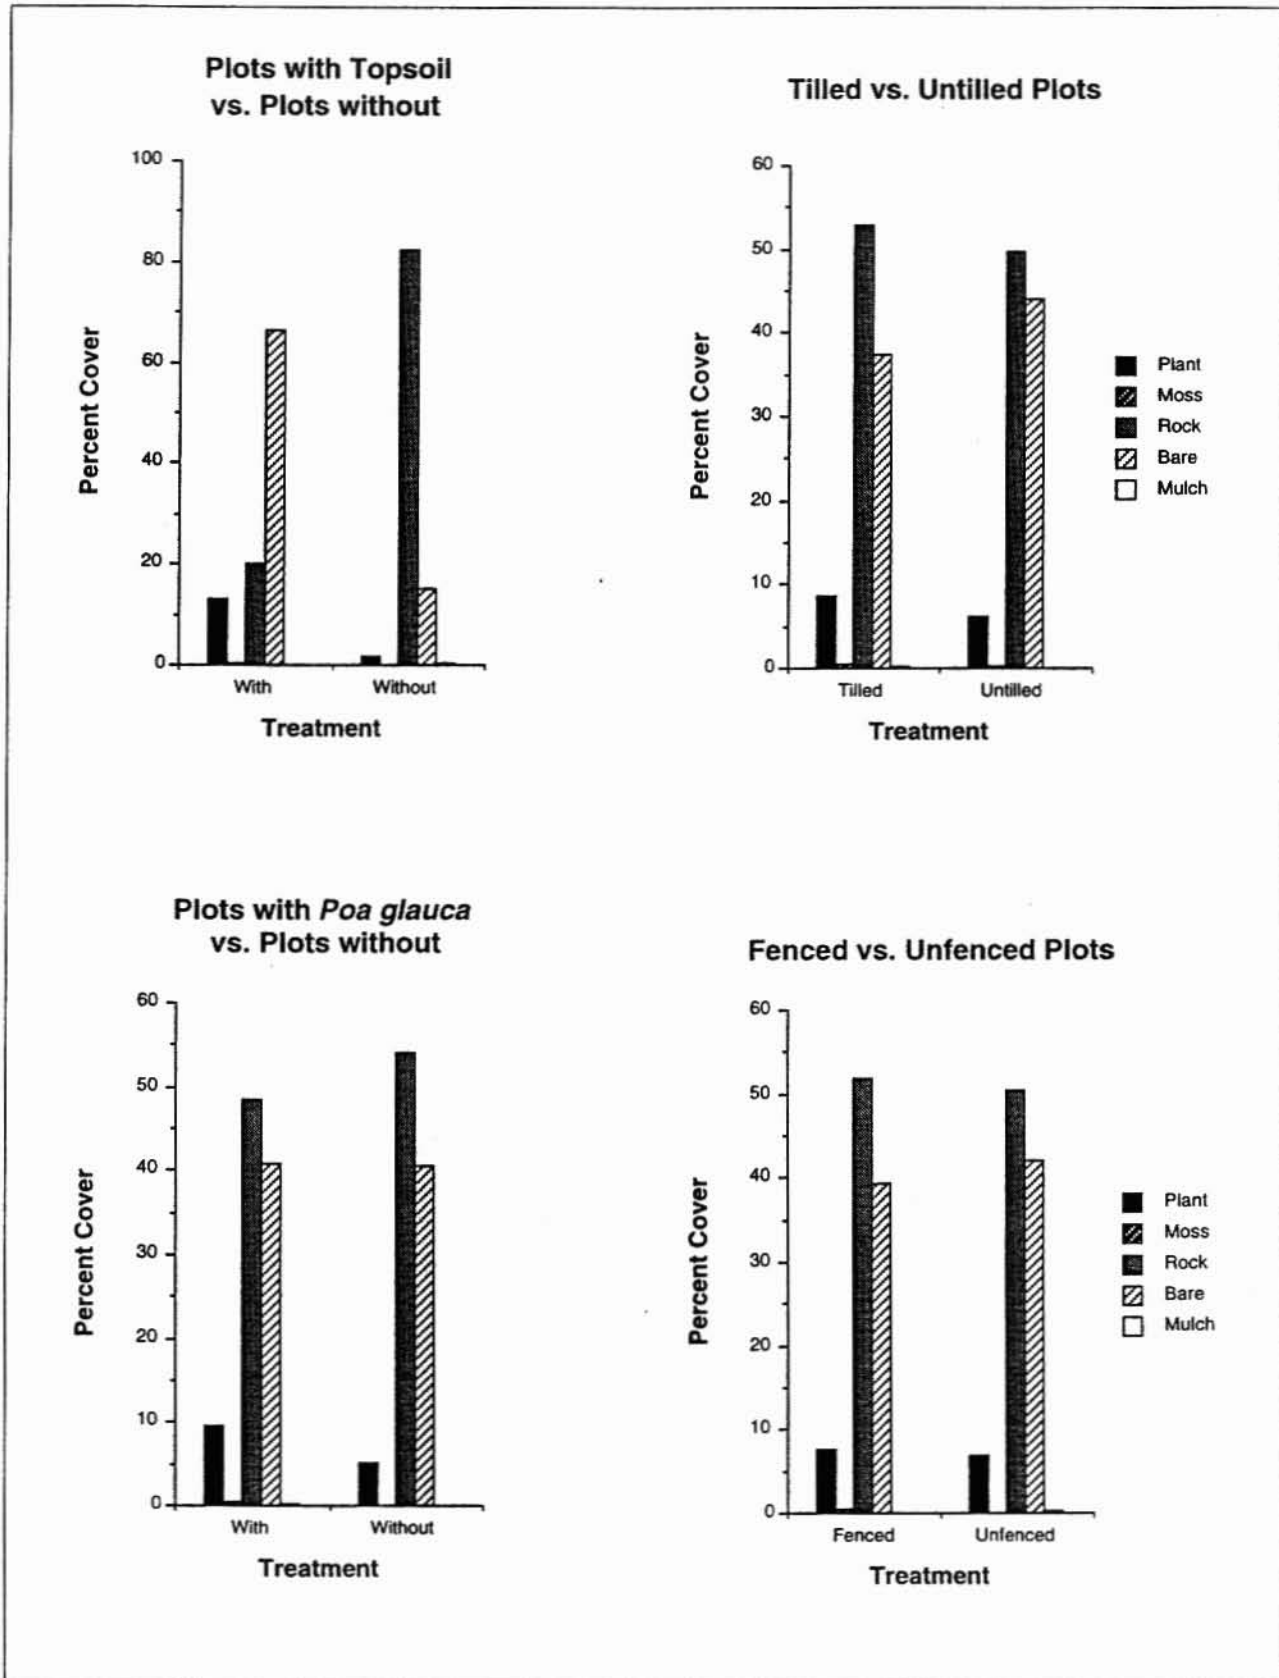 Plots with Topsoil
vs. Plots without
100
80
60
40
20
0
Percent Cover
With
Without
Treatment
Tilled vs. Untilled Plots
60
50
40
30
20
10
0
Percent Cover
Tilled
Untilled
Treatment
Plant
Moss
Rock
Bare
Mulch
Plots with Poa glauca
vs. Plots without
60
50
40
30
20
10
0
Percent Cover
With
Without
Treatment
Fenced vs. Unfenced Plots
60
50
40
30
20
10
0
Percent Cover
Fenced
Unfenced
Treatment
Plant
Moss
Rock
Bare
Mulch